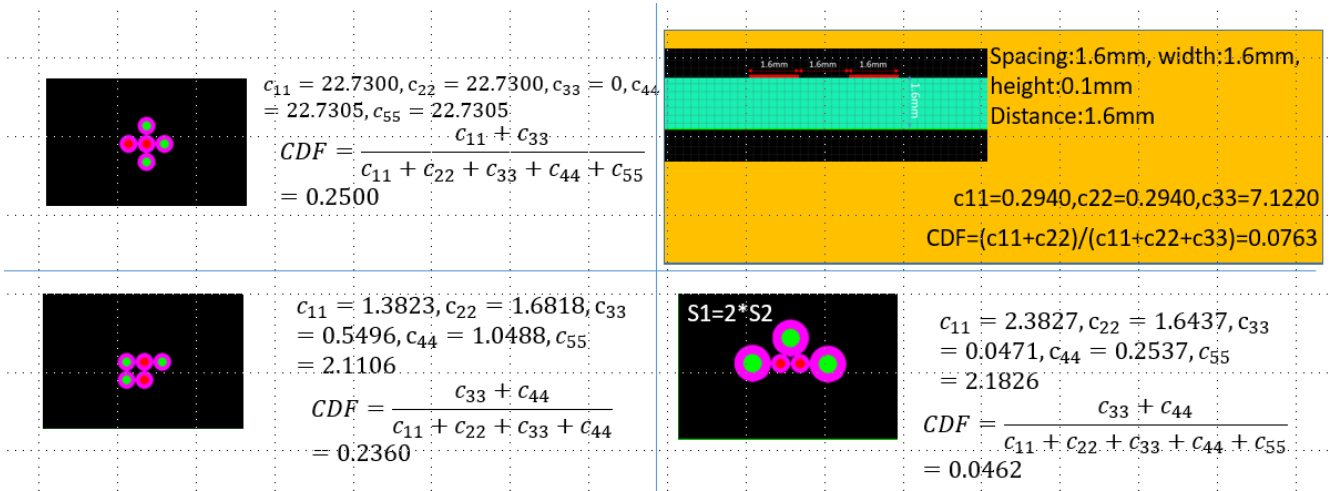 c₁₁ = 22.7300, c₂₂ = 22.7300, c₃₃ = 0, c₄₄
= 22.7305, c₅₅ = 22.7305
CDF = (c₁₁ + c₃₃) / (c₁₁ + c₂₂ + c₃₃ + c₄₄ + c₅₅)
= 0.2500
1.6mm 1.6mm 1.6mm
1.6mm
Spacing:1.6mm, width:1.6mm,
height:0.1mm
Distance:1.6mm
c11=0.2940,c22=0.2940,c33=7.1220
CDF=(c11+c22)/(c11+c22+c33)=0.0763
c₁₁ = 1.3823, c₂₂ = 1.6818, c₃₃
= 0.5496, c₄₄ = 1.0488, c₅₅
= 2.1106
CDF = (c₃₃ + c₄₄) / (c₁₁ + c₂₂ + c₃₃ + c₄₄)
= 0.2360
S1=2*S2
c₁₁ = 2.3827, c₂₂ = 1.6437, c₃₃
= 0.0471, c₄₄ = 0.2537, c₅₅
= 2.1826
CDF = (c₃₃ + c₄₄) / (c₁₁ + c₂₂ + c₃₃ + c₄₄ + c₅₅)
= 0.0462